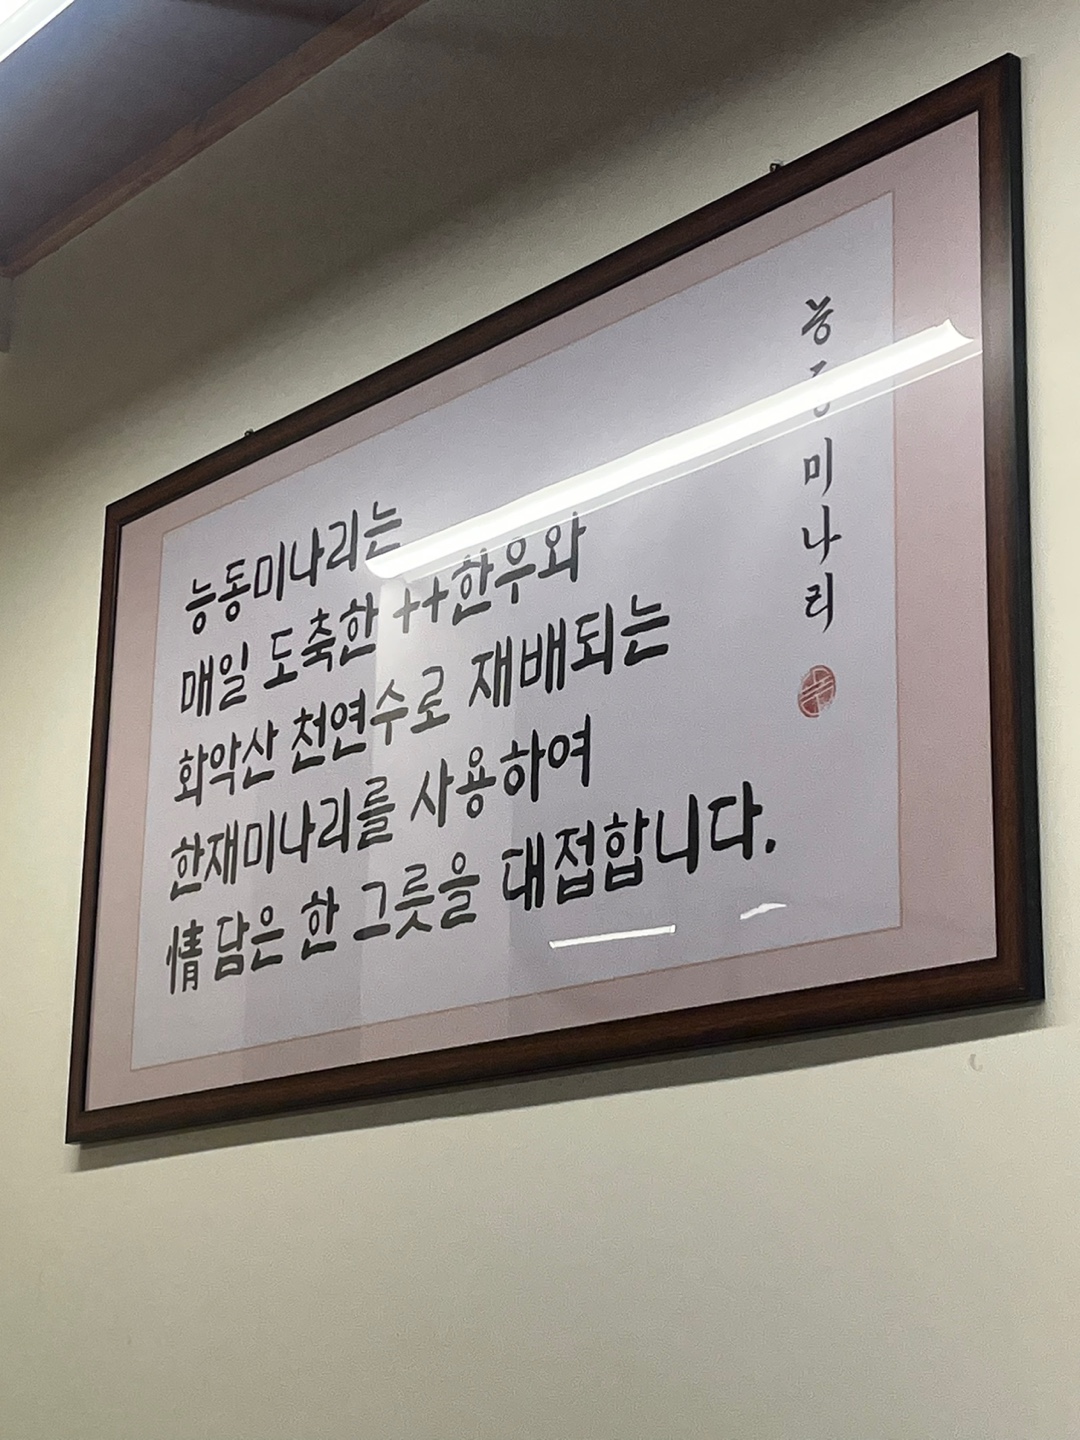 능동미나리는
매일 도축한 ++한우와
화악산 천연수로 재배되는
한재미나리를 사용하여
情 담은 한 그릇을 대접합니다.
능동미나리